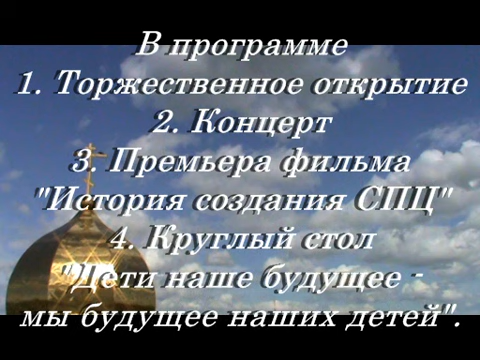 В программе
1. Торжественное открытие
2. Концерт
3. Премьера фильма
"История создания СПЦ"
4. Круглый стол
"Дети наше будущее -
мы будущее наших детей".